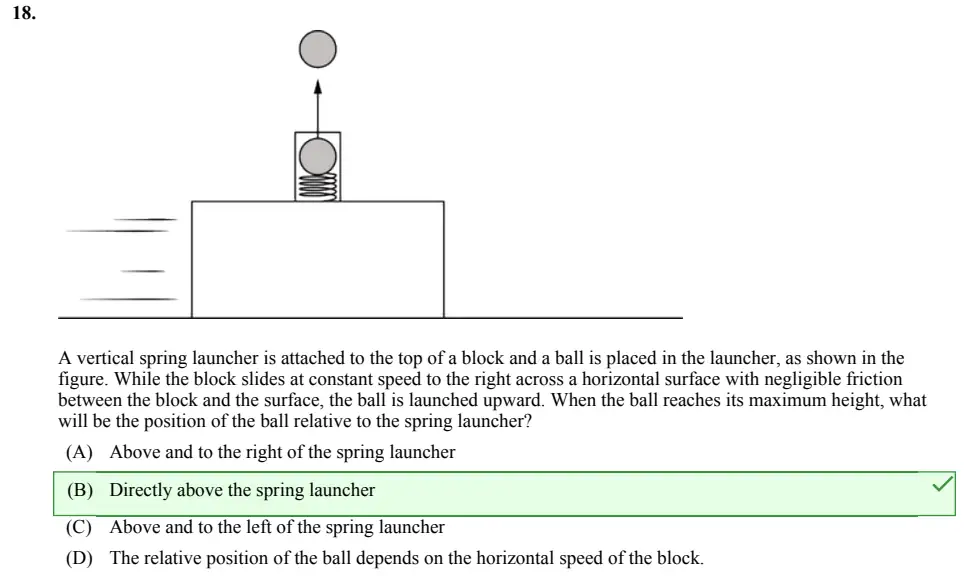 18.
A vertical spring launcher is attached to the top of a block and a ball is placed in the launcher, as shown in the
figure. While the block slides at constant speed to the right across a horizontal surface with negligible friction
between the block and the surface, the ball is launched upward. When the ball reaches its maximum height, what
will be the position of the ball relative to the spring launcher?
(A) Above and to the right of the spring launcher
(B) Directly above the spring launcher
(C) Above and to the left of the spring launcher
(D) The relative position of the ball depends on the horizontal speed of the block.